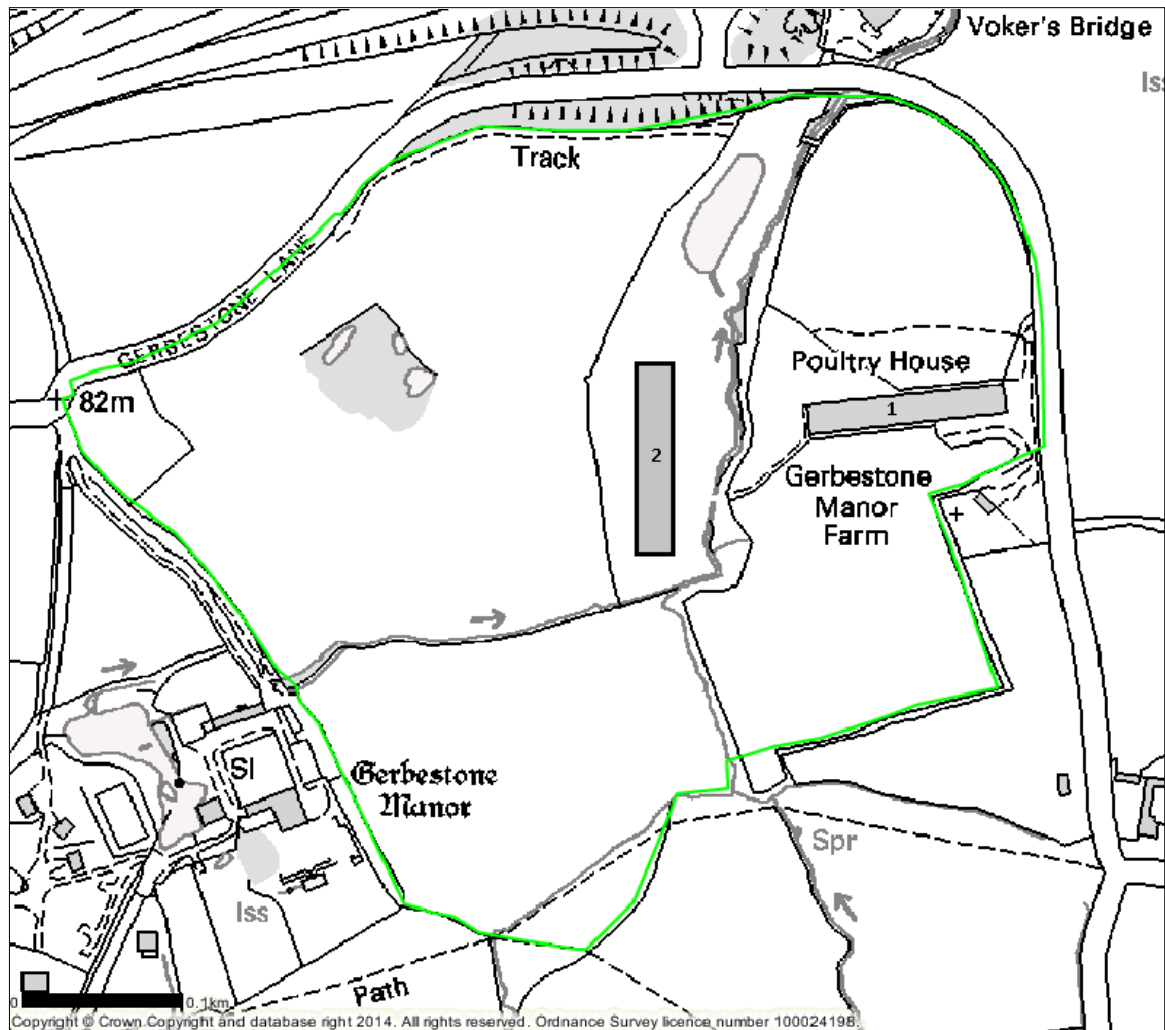 Voker's Bridge
Iss
Track
GERBESTONE LANE
82m
Poultry House
1
2
Gerbestone
Manor
Farm
Gerbestone
Manor
Sl
Spr
Iss
Path
0
0.1km
Copyright © Crown Copyright and database right 2014. All rights reserved. Ordnance Survey licence number 100024198.